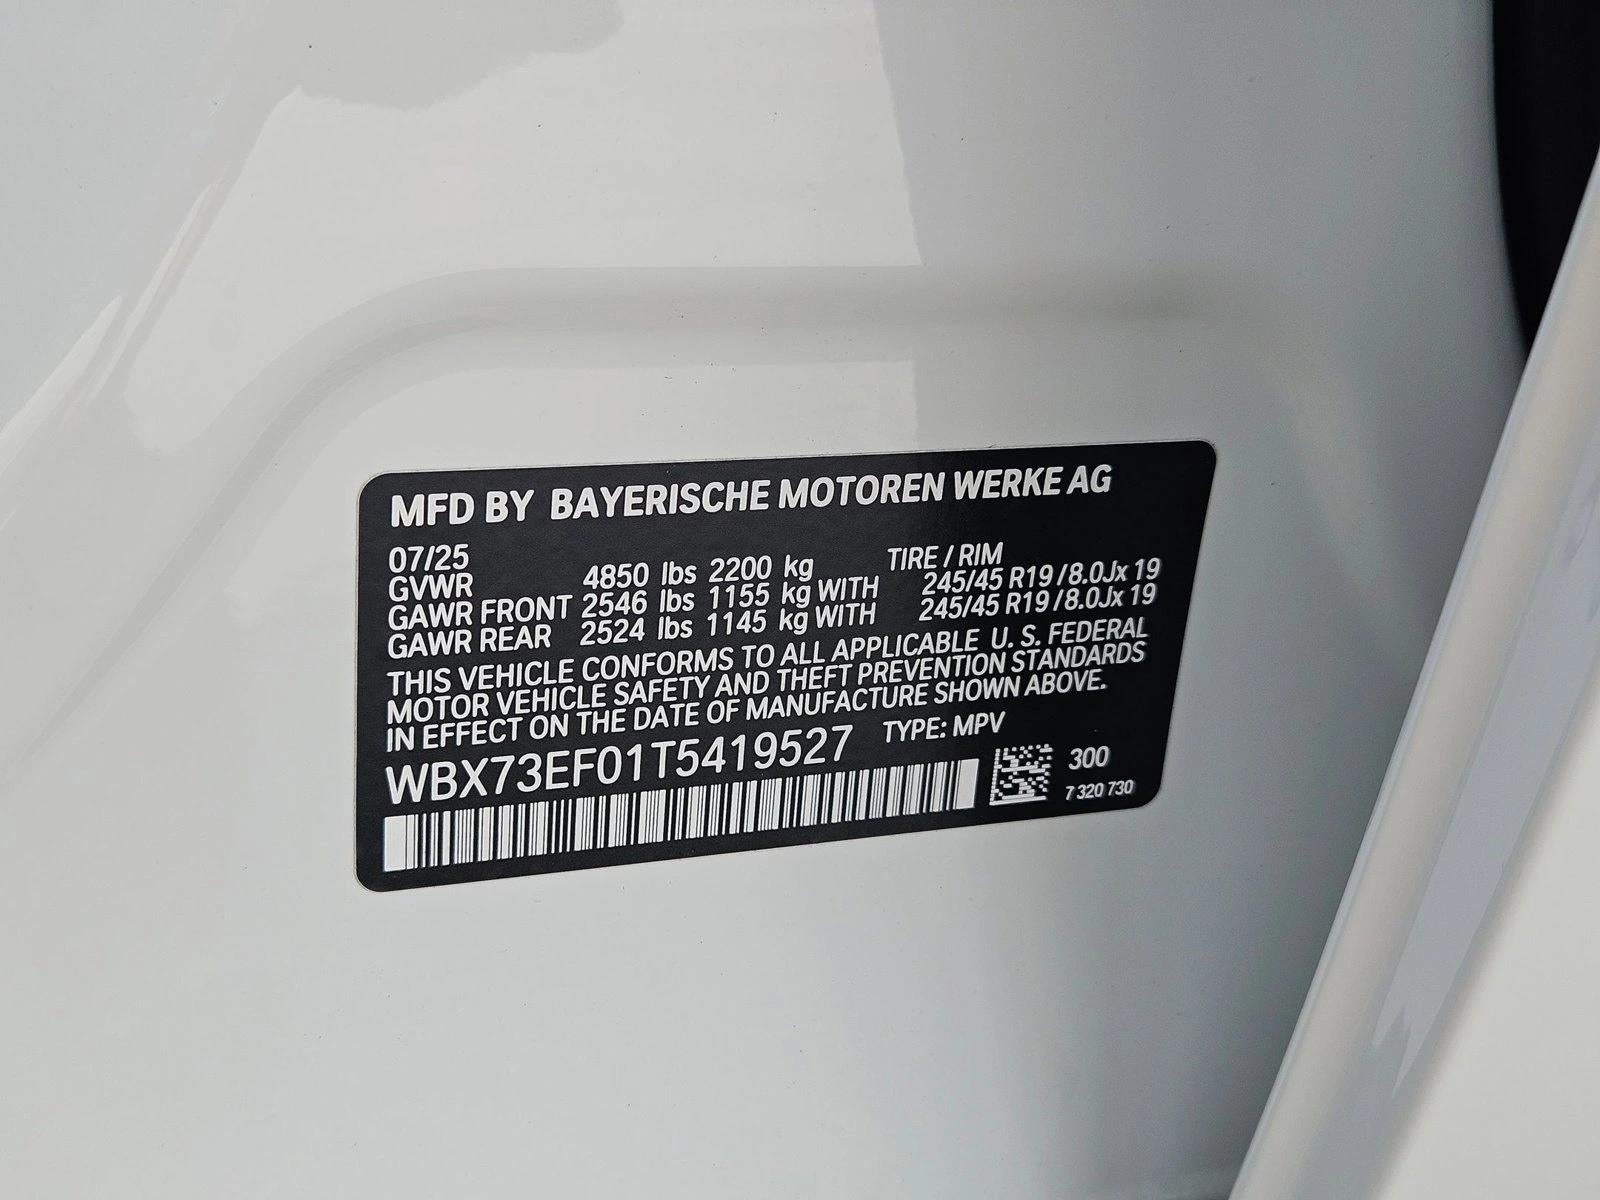 MFD BY BAYERISCHE MOTOREN WERKE AG
07/25 TIRE / RIM
GVWR 4850 lbs 2200 kg
GAWR FRONT 2546 lbs 1155 kg WITH 245/45 R19 / 8.0Jx 19
GAWR REAR 2524 lbs 1145 kg WITH 245/45 R19 / 8.0Jx 19
THIS VEHICLE CONFORMS TO ALL APPLICABLE U. S. FEDERAL
MOTOR VEHICLE SAFETY AND THEFT PREVENTION STANDARDS
IN EFFECT ON THE DATE OF MANUFACTURE SHOWN ABOVE.
WBX73EF01T5419527 TYPE: MPV
300
7 320 730